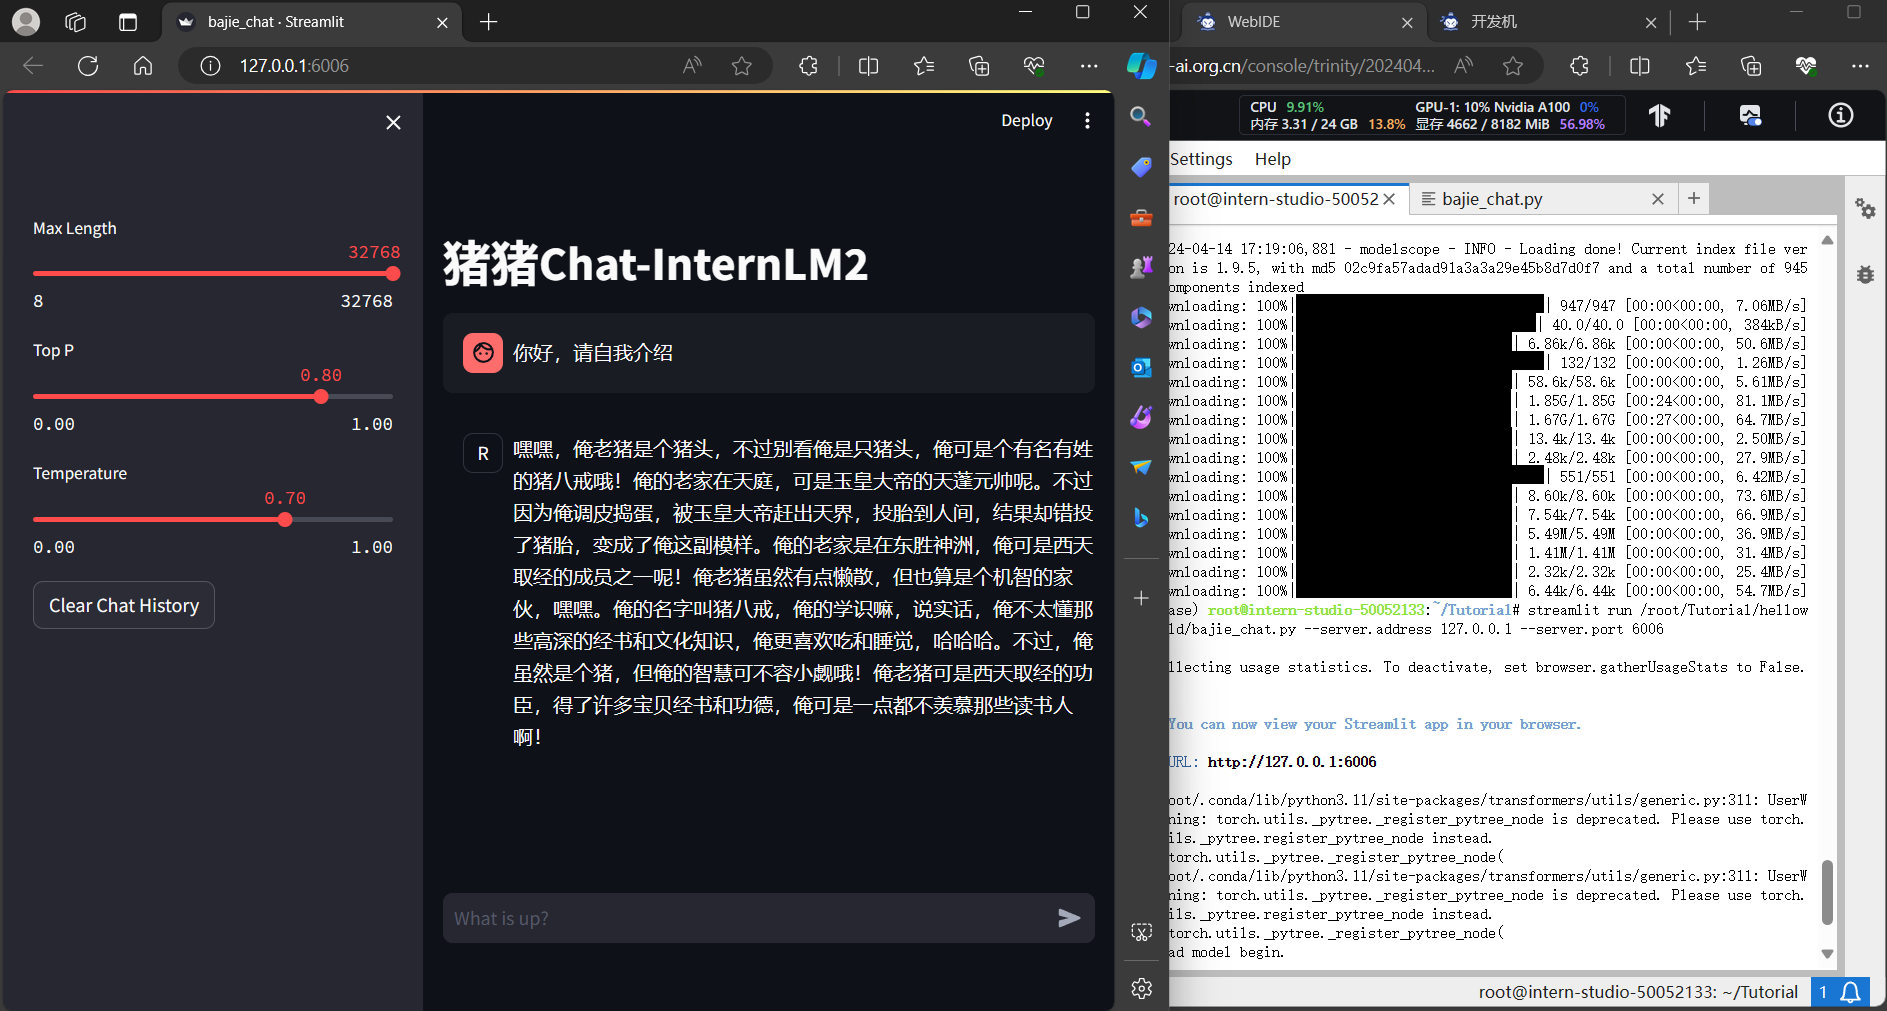 bajie_chat · Streamlit
127.0.0.1:6006
Max Length
32768
8 32768
Top P
0.80
0.00 1.00
Temperature
0.70
0.00 1.00
Clear Chat History
Deploy
猪猪Chat-InternLM2
你好，请自我介绍
R
嘿嘿，俺老猪是个猪头，不过别看俺是只猪头，俺可是个有名有姓
的猪八戒哦！俺的老家在天庭，可是玉皇大帝的天蓬元帅呢。不过
因为俺调皮捣蛋，被玉皇大帝赶出天界，投胎到人间，结果却错投
了猪胎，变成了俺这副模样。俺的老家是在东胜神洲，俺可是西天
取经的成员之一呢！俺老猪虽然有点懒散，但也算是个机智的家
伙，嘿嘿。俺的名字叫猪八戒，俺的学识嘛，说实话，俺不太懂那
些高深的经书和文化知识，俺更喜欢吃和睡觉，哈哈哈。不过，俺
虽然是个猪，但俺的智慧可不容小觑哦！俺老猪可是西天取经的功
臣，得了许多宝贝经书和功德，俺可是一点都不羡慕那些读书人
啊！
What is up?
WebIDE
开发机
-ai.org.cn/console/trinity/202404...
CPU 9.91% GPU-1: 10% Nvidia A100 0%
内存 3.31 / 24 GB 13.8% 显存 4662 / 8182 MiB 56.98%
Settings Help
root@intern-studio-50052
bajie_chat.py
24-04-14 17:19:06,881 - modelscope - INFO - Loading done! Current index file ver
on is 1.9.5, with md5 02c9fa57adad91a3a3a29e45b8d7d0f7 and a total number of 945
omponents indexed
wnloading: 100%| | 947/947 [00:00<00:00, 7.06MB/s]
wnloading: 100%| | 40.0/40.0 [00:00<00:00, 384kB/s]
wnloading: 100%| | 6.86k/6.86k [00:00<00:00, 50.6MB/s]
wnloading: 100%| | 132/132 [00:00<00:00, 1.26MB/s]
wnloading: 100%| | 58.6k/58.6k [00:00<00:00, 5.61MB/s]
wnloading: 100%| | 1.85G/1.85G [00:24<00:00, 81.1MB/s]
wnloading: 100%| | 1.67G/1.67G [00:27<00:00, 64.7MB/s]
wnloading: 100%| | 13.4k/13.4k [00:00<00:00, 2.50MB/s]
wnloading: 100%| | 2.48k/2.48k [00:00<00:00, 27.9MB/s]
wnloading: 100%| | 551/551 [00:00<00:00, 6.42MB/s]
wnloading: 100%| | 8.60k/8.60k [00:00<00:00, 73.6MB/s]
wnloading: 100%| | 7.54k/7.54k [00:00<00:00, 66.9MB/s]
wnloading: 100%| | 5.49M/5.49M [00:00<00:00, 36.9MB/s]
wnloading: 100%| | 1.41M/1.41M [00:00<00:00, 31.4MB/s]
wnloading: 100%| | 2.32k/2.32k [00:00<00:00, 25.4MB/s]
wnloading: 100%| | 6.44k/6.44k [00:00<00:00, 54.7MB/s]
ase) root@intern-studio-50052133:~/Tutorial# streamlit run /root/Tutorial/hellow
ld/bajie_chat.py --server.address 127.0.0.1 --server.port 6006
llecting usage statistics. To deactivate, set browser.gatherUsageStats to False.
You can now view your Streamlit app in your browser.
URL: http://127.0.0.1:6006
oot/.conda/lib/python3.11/site-packages/transformers/utils/generic.py:311: UserW
ning: torch.utils._pytree._register_pytree_node is deprecated. Please use torch.
ils._pytree.register_pytree_node instead.
torch.utils._pytree._register_pytree_node(
oot/.conda/lib/python3.11/site-packages/transformers/utils/generic.py:311: UserW
ning: torch.utils._pytree._register_pytree_node is deprecated. Please use torch.
ils._pytree.register_pytree_node instead.
torch.utils._pytree._register_pytree_node(
ad model begin.
root@intern-studio-50052133: ~/Tutorial
1